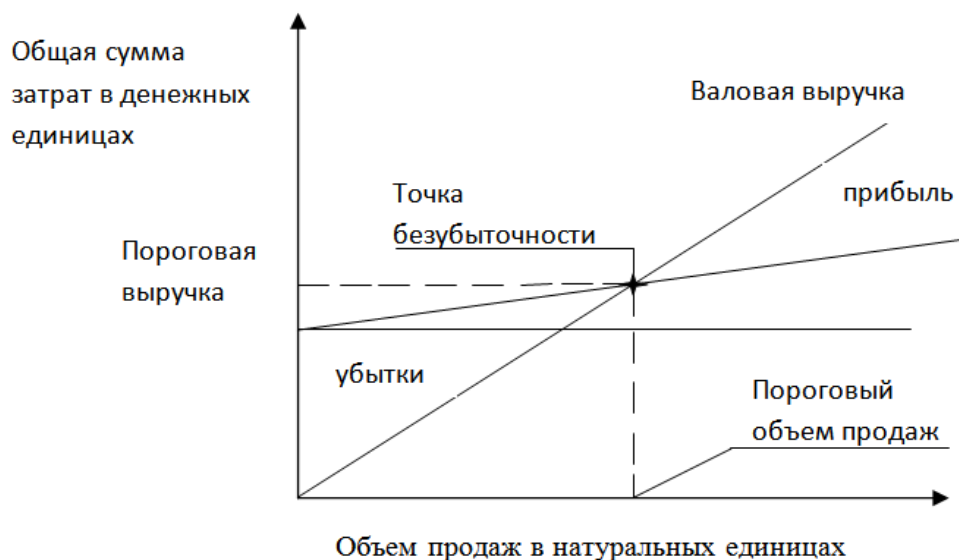 Общая сумма
затрат в денежных
единицах
Валовая выручка
прибыль
Точка
безубыточности
Пороговая
выручка
убытки
Пороговый
объем продаж
Объем продаж в натуральных единицах